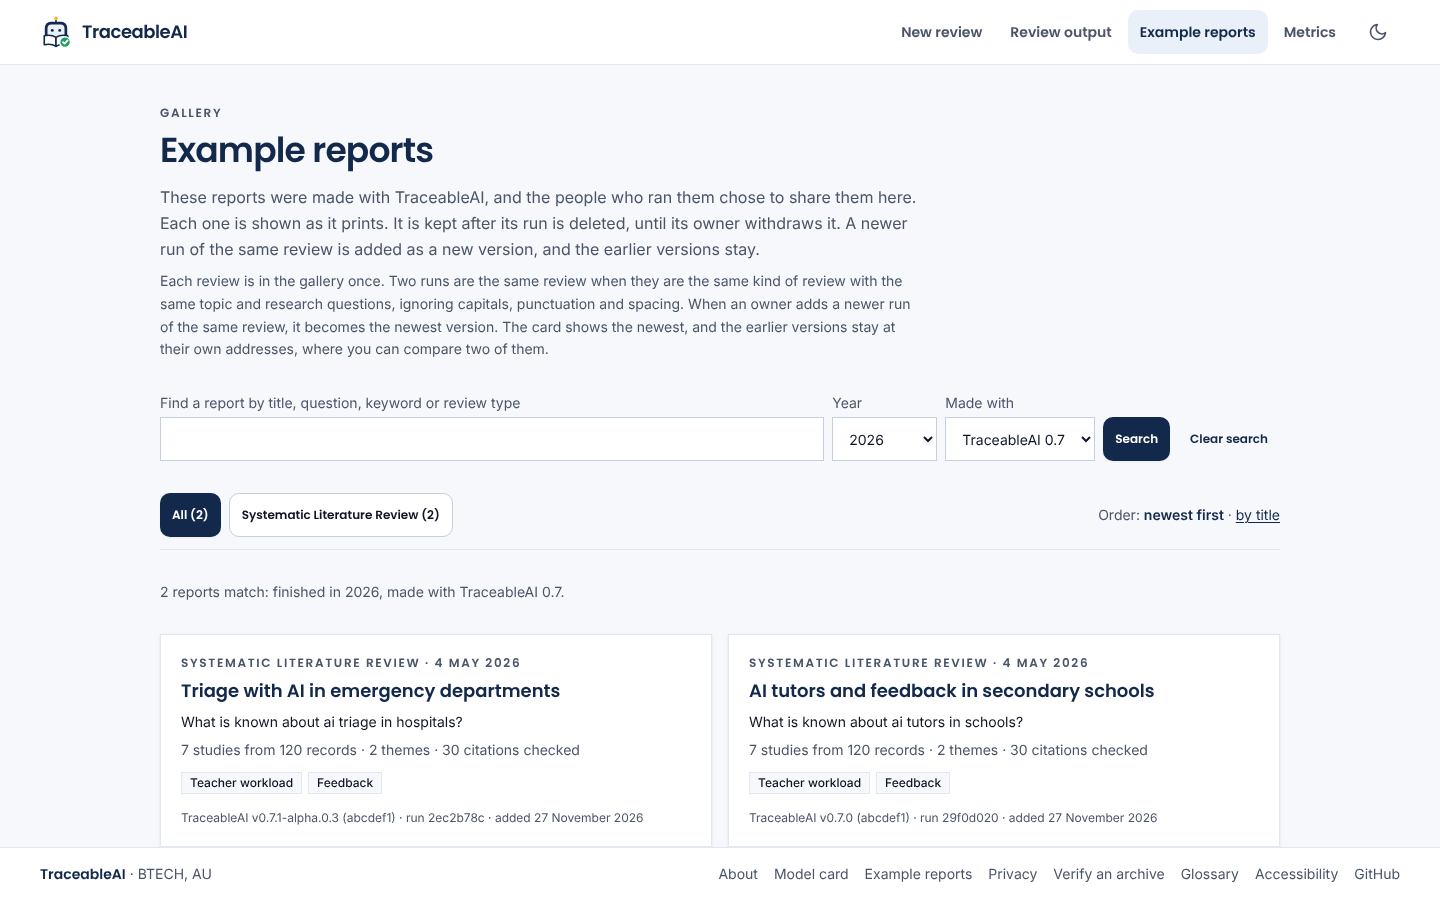 TraceableAI
New review
Review output
Example reports
Metrics
GALLERY
Example reports
These reports were made with TraceableAI, and the people who ran them chose to share them here.
Each one is shown as it prints. It is kept after its run is deleted, until its owner withdraws it. A newer
run of the same review is added as a new version, and the earlier versions stay.
Each review is in the gallery once. Two runs are the same review when they are the same kind of review with the
same topic and research questions, ignoring capitals, punctuation and spacing. When an owner adds a newer run
of the same review, it becomes the newest version. The card shows the newest, and the earlier versions stay at
their own addresses, where you can compare two of them.
Find a report by title, question, keyword or review type
Year
Made with
2026
TraceableAI 0.7
Search
Clear search
All (2)
Systematic Literature Review (2)
Order: newest first · by title
2 reports match: finished in 2026, made with TraceableAI 0.7.
SYSTEMATIC LITERATURE REVIEW · 4 MAY 2026
Triage with AI in emergency departments
What is known about ai triage in hospitals?
7 studies from 120 records · 2 themes · 30 citations checked
Teacher workload
Feedback
TraceableAI v0.7.1-alpha.0.3 (abcdef1) · run 2ec2b78c · added 27 November 2026
SYSTEMATIC LITERATURE REVIEW · 4 MAY 2026
AI tutors and feedback in secondary schools
What is known about ai tutors in schools?
7 studies from 120 records · 2 themes · 30 citations checked
Teacher workload
Feedback
TraceableAI v0.7.0 (abcdef1) · run 29f0d020 · added 27 November 2026
TraceableAI · BTECH, AU
About
Model card
Example reports
Privacy
Verify an archive
Glossary
Accessibility
GitHub